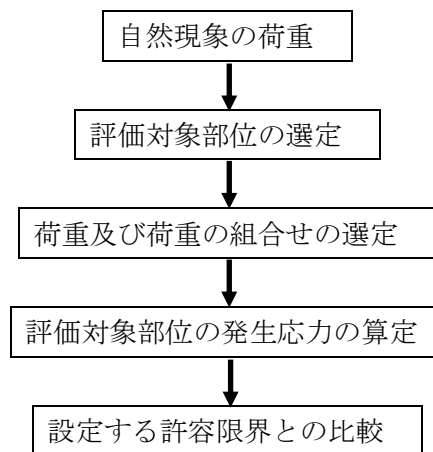 自然現象の荷重
評価対象部位の選定
荷重及び荷重の組合せの選定
評価対象部位の発生応力の算定
設定する許容限界との比較